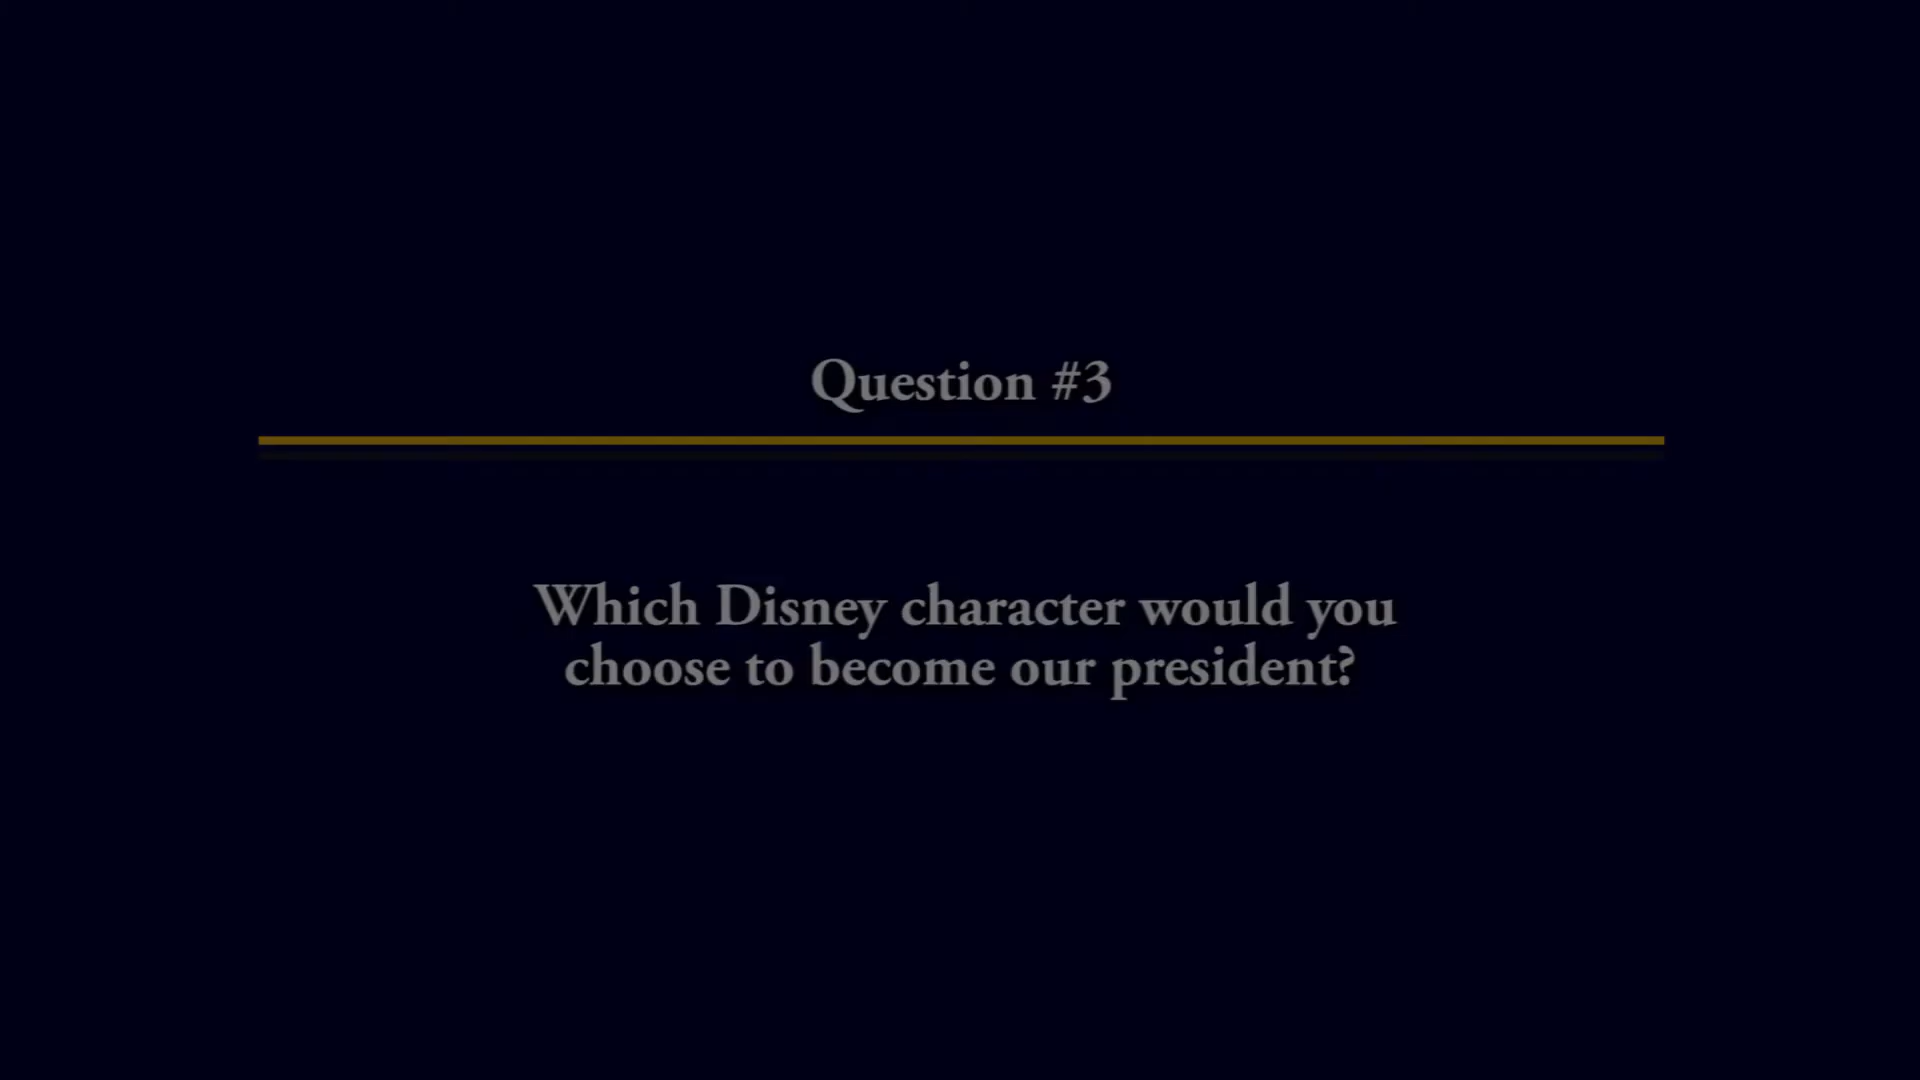 Question #3
Which Disney character would you
choose to become our president?